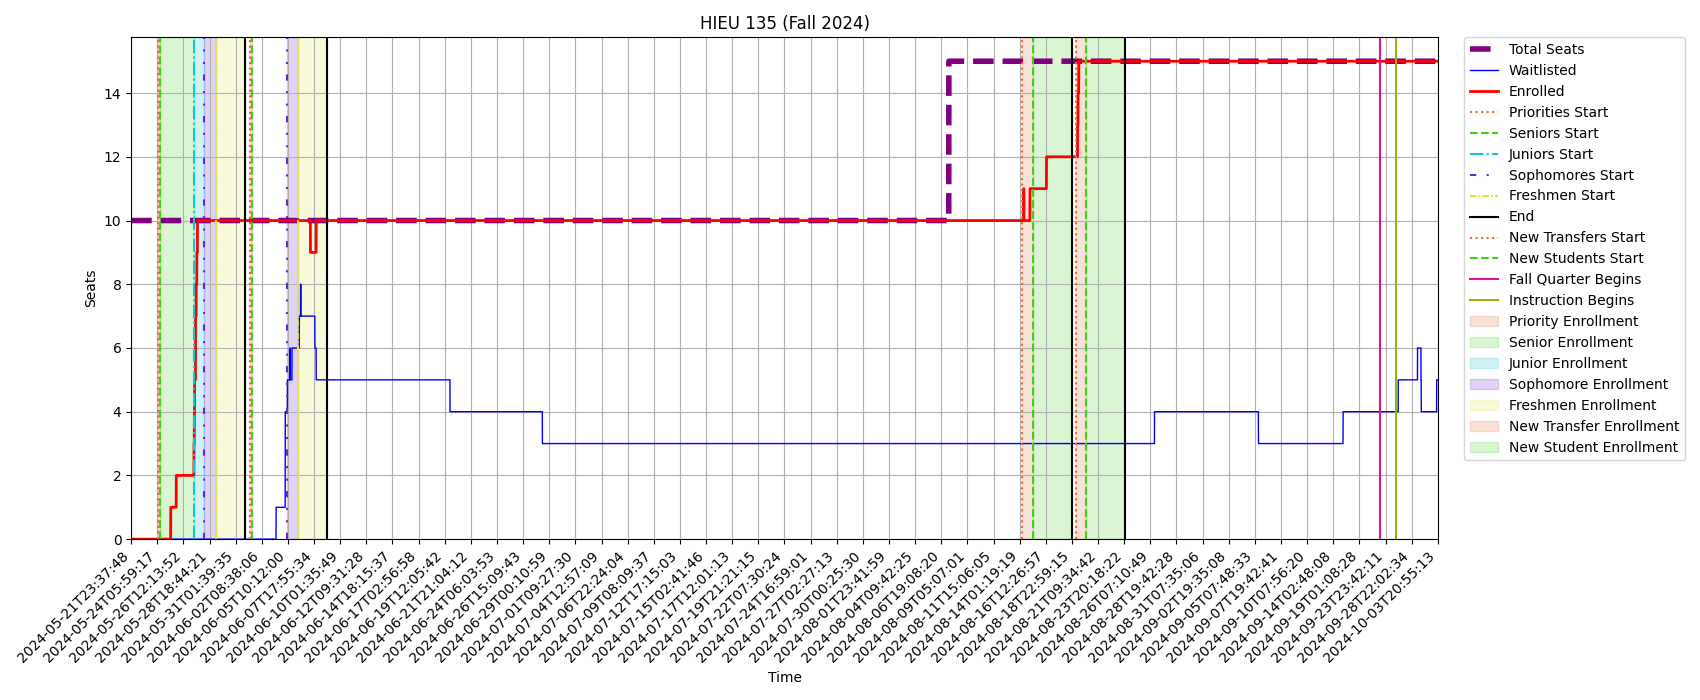 HIEU 135 (Fall 2024)
Seats
14
12
10
8
6
4
2
0
2024-05-21T23:37:48
2024-05-24T05:59:17
2024-05-26T12:13:52
2024-05-28T18:44:21
2024-05-31T01:39:35
2024-06-02T08:38:06
2024-06-05T10:12:00
2024-06-07T17:55:34
2024-06-10T01:35:49
2024-06-12T09:31:28
2024-06-14T18:15:37
2024-06-17T02:56:58
2024-06-19T12:05:42
2024-06-21T21:04:12
2024-06-24T06:03:53
2024-06-26T15:09:43
2024-06-29T00:10:59
2024-07-01T09:27:30
2024-07-04T12:57:09
2024-07-06T22:24:04
2024-07-09T08:09:37
2024-07-12T17:15:03
2024-07-15T02:41:46
2024-07-17T12:01:13
2024-07-19T21:21:15
2024-07-22T07:30:24
2024-07-24T16:59:01
2024-07-27T02:27:13
2024-07-30T00:25:30
2024-08-01T23:41:59
2024-08-04T09:42:25
2024-08-06T19:08:20
2024-08-09T05:07:01
2024-08-11T15:06:05
2024-08-14T01:19:19
2024-08-16T12:26:57
2024-08-18T22:59:15
2024-08-21T09:34:42
2024-08-23T20:18:22
2024-08-26T07:10:49
2024-08-28T19:42:28
2024-08-31T07:35:06
2024-09-02T19:35:08
2024-09-05T07:48:33
2024-09-07T19:42:41
2024-09-10T07:56:20
2024-09-14T02:48:08
2024-09-19T01:08:28
2024-09-23T23:42:11
2024-09-28T22:02:34
2024-10-03T20:55:13
Time
Total Seats
Waitlisted
Enrolled
Priorities Start
Seniors Start
Juniors Start
Sophomores Start
Freshmen Start
End
New Transfers Start
New Students Start
Fall Quarter Begins
Instruction Begins
Priority Enrollment
Senior Enrollment
Junior Enrollment
Sophomore Enrollment
Freshmen Enrollment
New Transfer Enrollment
New Student Enrollment